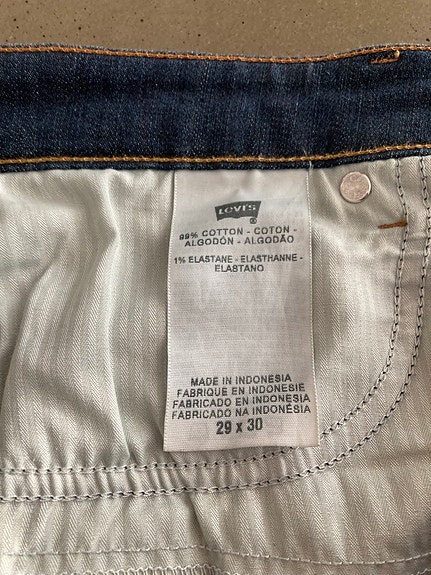 Levi's
®
99% COTTON - COTON -
ALGODÓN - ALGODÃO
1% ELASTANE - ELASTHANNE -
ELASTANO
MADE IN INDONESIA
FABRIQUE EN INDONESIE
FABRICADO EN INDONESIA
FABRICADO NA INDONÉSIA
29 x 30